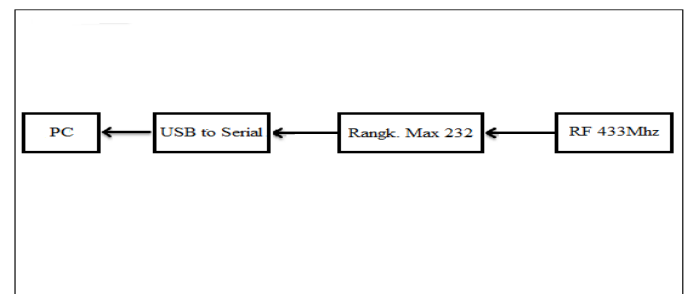 PC
USB to Serial
Rangk. Max 232
RF 433Mhz